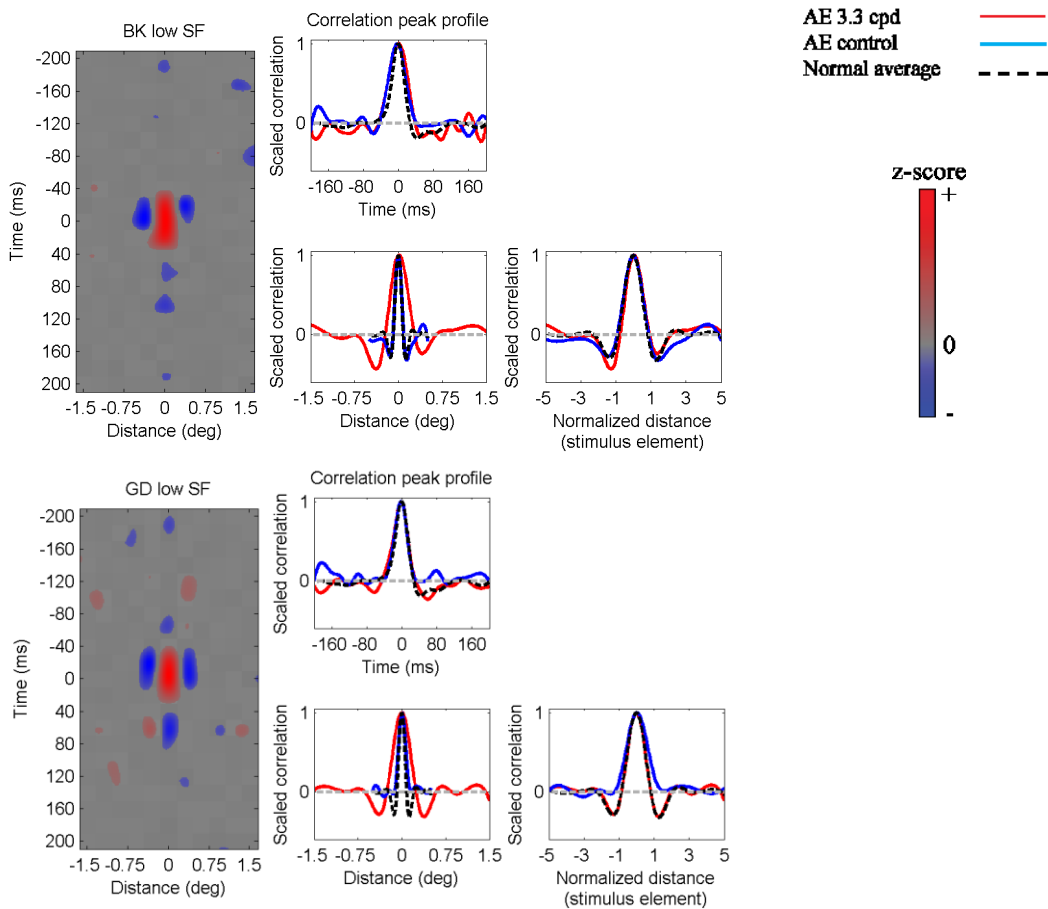 BK low SF
Correlation peak profile
AE 3.3 cpd
AE control
Normal average
-200
-160
-120
-80
-40
0
40
80
120
160
200
Time (ms)
-1.5 -0.75 0 0.75 1.5
Distance (deg)
Scaled correlation
1
0
-160 -80 0 80 160
Time (ms)
z-score
+
0
-
Scaled correlation
1
0
-1.5 -0.75 0 0.75 1.5
Distance (deg)
Scaled correlation
1
0
-5 -3 -1 1 3 5
Normalized distance
(stimulus element)
GD low SF
Correlation peak profile
-200
-160
-120
-80
-40
0
40
80
120
160
200
Time (ms)
-1.5 -0.75 0 0.75 1.5
Distance (deg)
Scaled correlation
1
0
-160 -80 0 80 160
Time (ms)
Scaled correlation
1
0
-1.5 -0.75 0 0.75 1.5
Distance (deg)
Scaled correlation
1
0
-5 -3 -1 1 3 5
Normalized distance
(stimulus element)